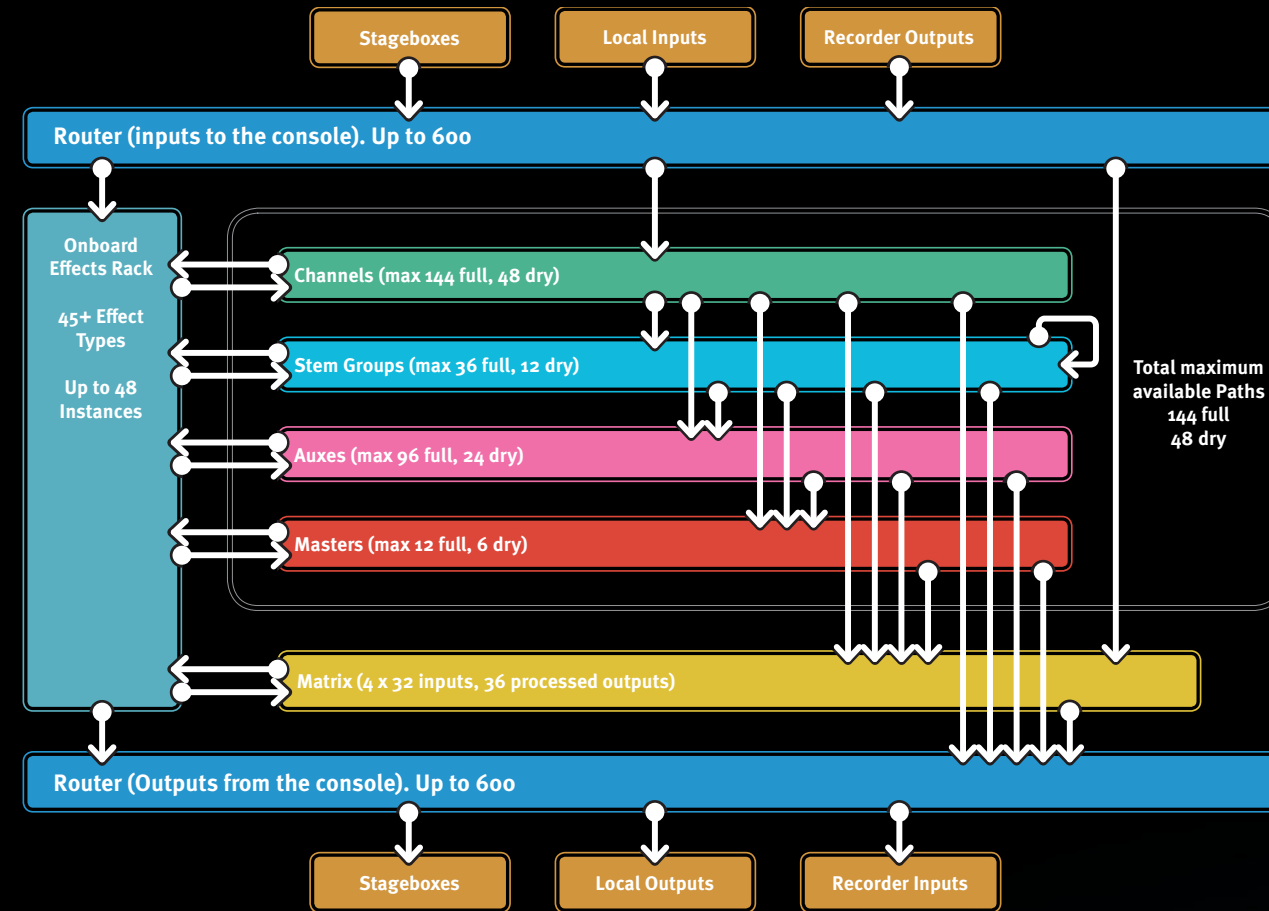 Stageboxes
Local Inputs
Recorder Outputs
Router (inputs to the console). Up to 600
Onboard
Effects Rack
45+ Effect
Types
Up to 48
Instances
Channels (max 144 full, 48 dry)
Stem Groups (max 36 full, 12 dry)
Auxes (max 96 full, 24 dry)
Masters (max 12 full, 6 dry)
Total maximum
available Paths
144 full
48 dry
Matrix (4 x 32 inputs, 36 processed outputs)
Router (Outputs from the console). Up to 600
Stageboxes
Local Outputs
Recorder Inputs